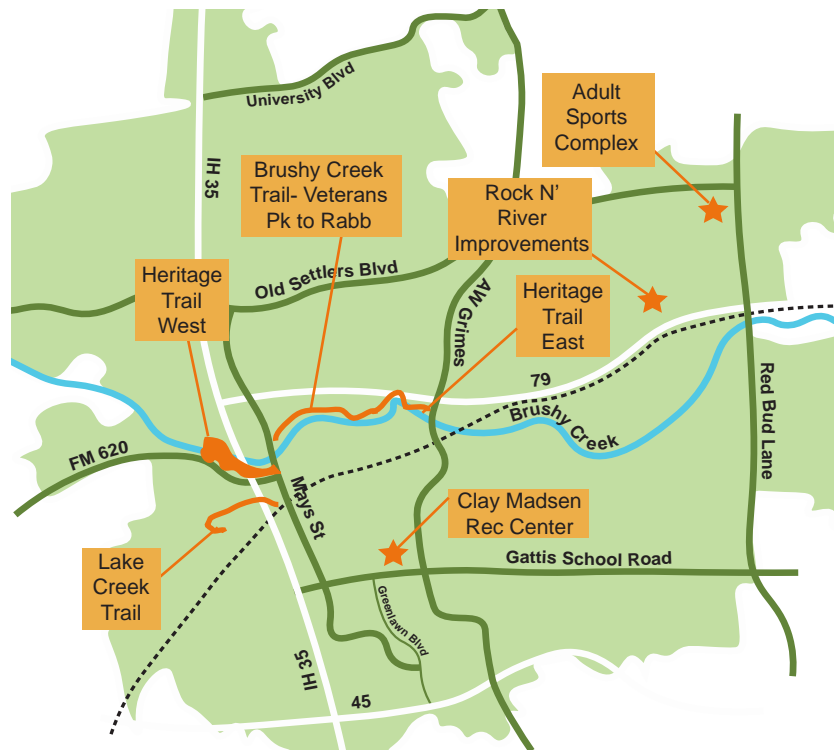 University Blvd
Adult
Sports
Complex
IH 35
Brushy Creek
Trail- Veterans
Pk to Rabb
Rock N'
River
Improvements
Heritage
Trail
West
Old Settlers Blvd
AW Grimes
Heritage
Trail
East
79
Red Bud Lane
Brushy Creek
FM 620
Mays St
Clay Madsen
Rec Center
Gattis School Road
Lake
Creek
Trail
Greenlawn Blvd
IH 35
45